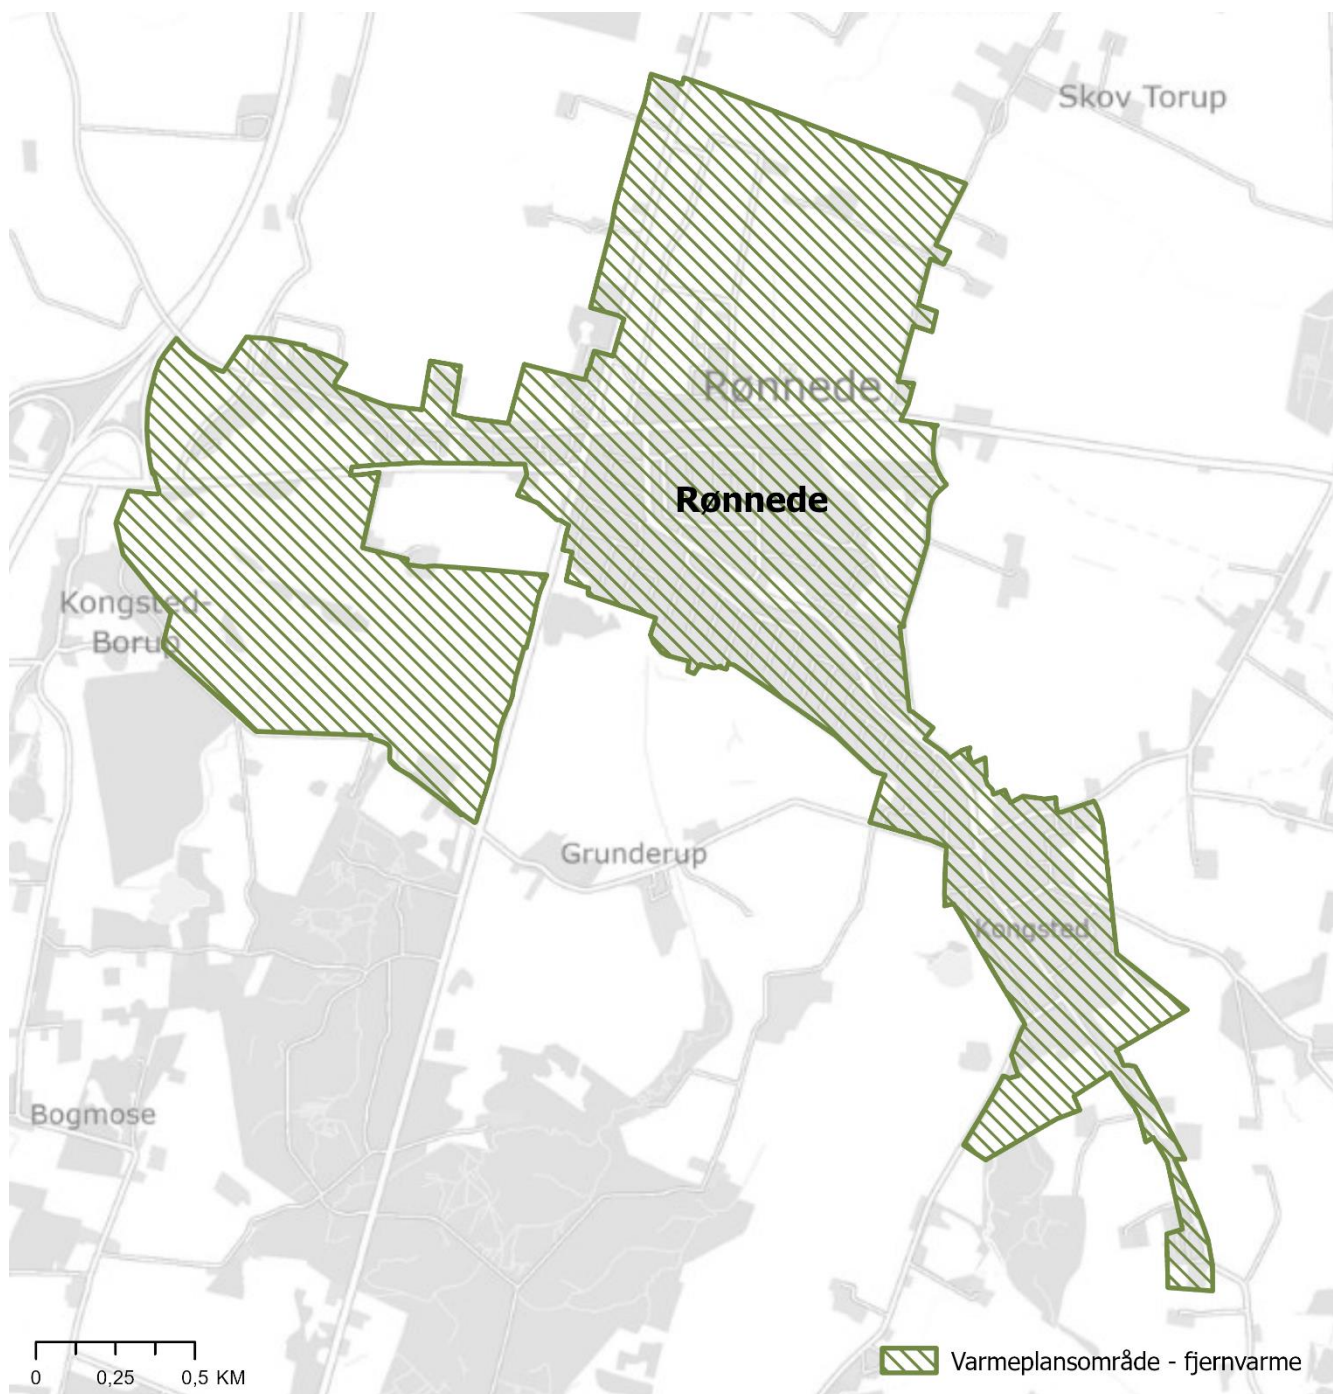 Skov Torup
Rønnede
Rønnede
Kongsted-
Borup
Grunderup
Kongsted
Bogmose
0 0,25 0,5 KM
Varmeplansområde - fjernvarme